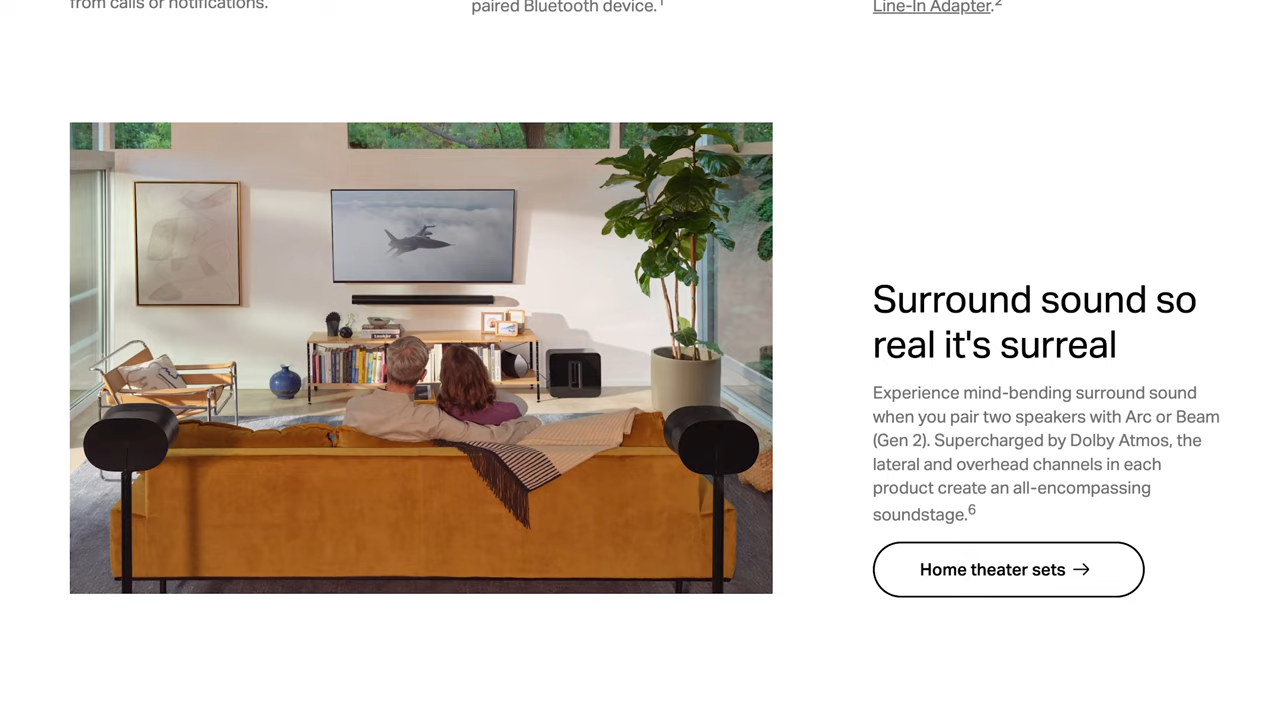 from calls or notifications.
paired Bluetooth device.¹
Line-In Adapter.²
Surround sound so
real it's surreal
Experience mind-bending surround sound
when you pair two speakers with Arc or Beam
(Gen 2). Supercharged by Dolby Atmos, the
lateral and overhead channels in each
product create an all-encompassing
soundstage.⁶
Home theater sets →